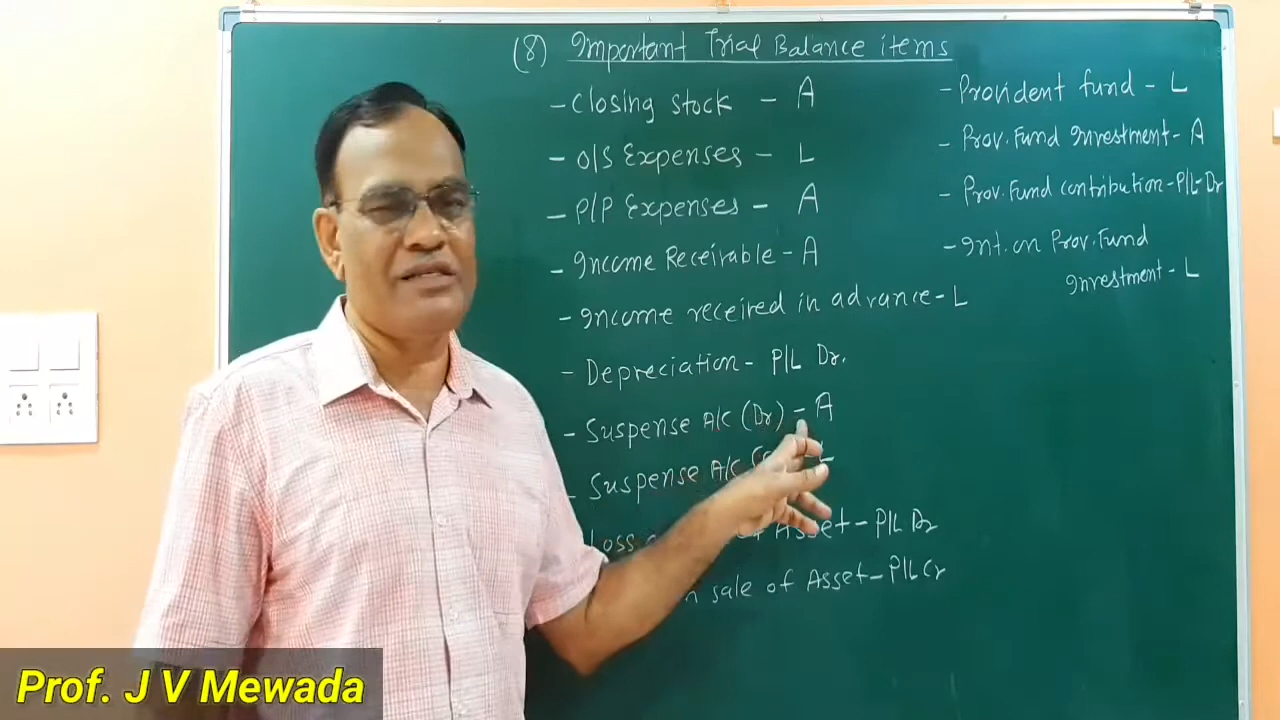 (8) Important Trial Balance items
- Closing stock - A
- O/S Expenses - L
- P/P Expenses - A
- Income Receivable - A
- Income received in advance - L
- Depreciation - P/L Dr.
- Suspense A/C (Dr) - A
- Suspense A/C
Loss Asset - P/L Dr
sale of Asset - P/L Cr
- Provident fund - L
- Prov. Fund Investment - A
- Prov. Fund contribution - P/L - Dr
- Int. on Prov. Fund
Investment - L
Prof. J V Mewada